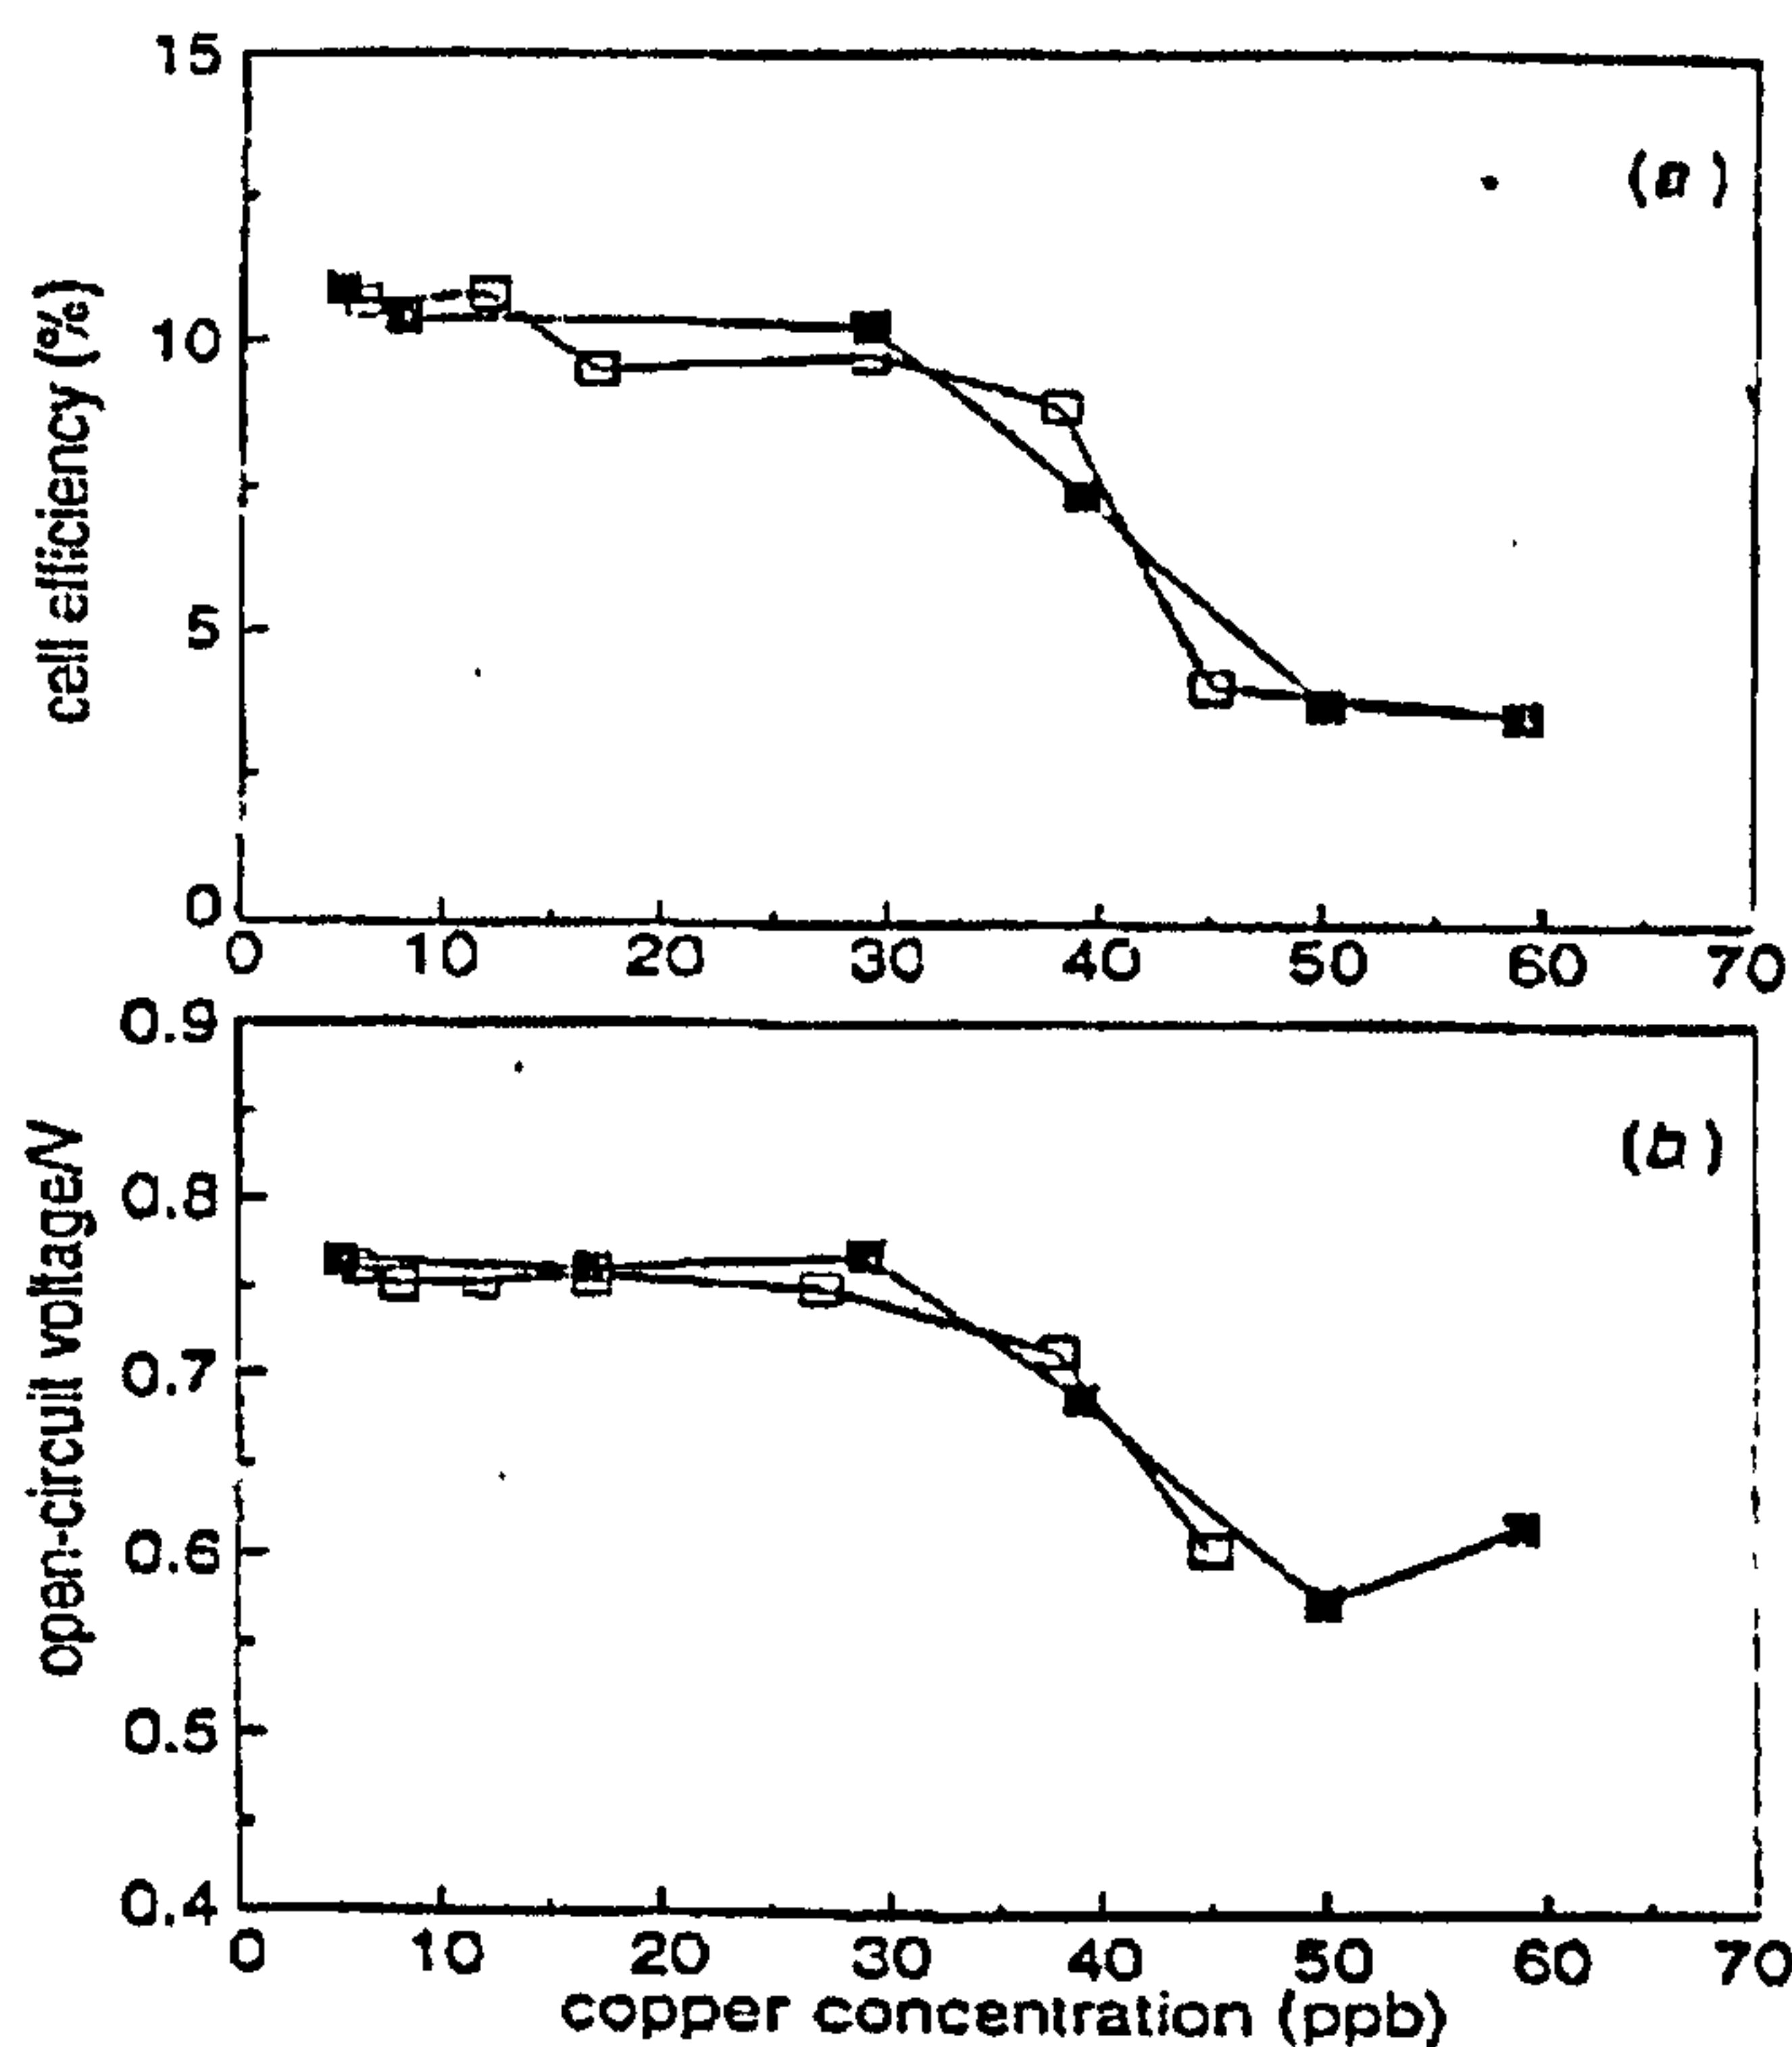 15
(a)
10
5
0
cell efficiency (%)
0 10 20 30 40 50 60 70
0.9
(b)
0.8
0.7
0.6
0.5
0.4
open-circuit voltage/V
0 10 20 30 40 50 60 70
copper concentration (ppb)